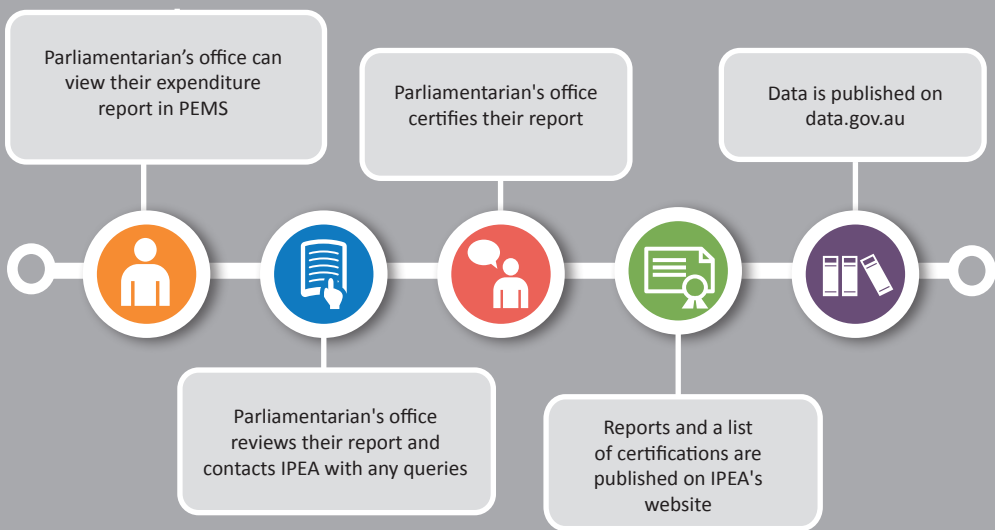 Parliamentarian’s office can
view their expenditure
report in PEMS
Parliamentarian's office
reviews their report and
contacts IPEA with any queries
Parliamentarian's office
certifies their report
Reports and a list
of certifications are
published on IPEA's
website
Data is published on
data.gov.au